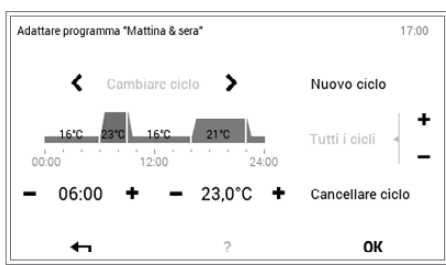 Adattare programma "Mattina & sera" 17:00
Cambiare ciclo Nuovo ciclo
16°C 23°C 16°C 21°C
Tutti i cicli
00:00 12:00 24:00
− 06:00 + − 23,0°C + Cancellare ciclo
? OK